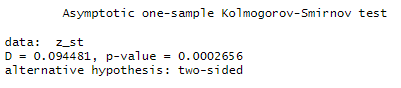 Asymptotic one-sample Kolmogorov-Smirnov test
data:  z_st
D = 0.094481, p-value = 0.0002656
alternative hypothesis: two-sided